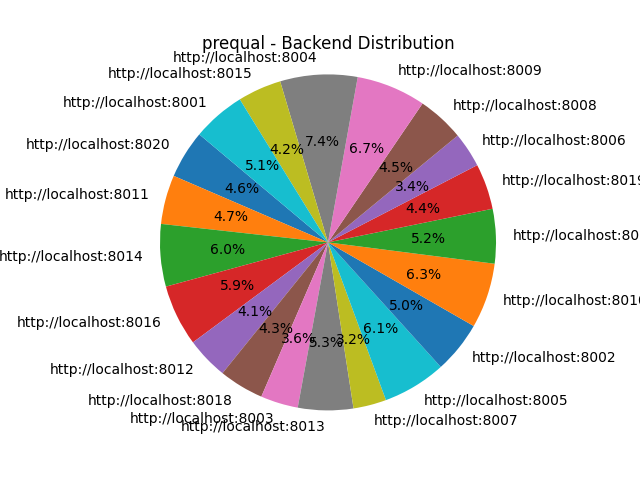 prequal - Backend Distribution
http://localhost:8004
7.4%
http://localhost:8015
4.2%
http://localhost:8001
5.1%
http://localhost:8020
4.6%
http://localhost:8011
4.7%
http://localhost:8014
6.0%
http://localhost:8016
5.9%
http://localhost:8012
4.1%
http://localhost:8018
4.3%
http://localhost:8003
3.6%
http://localhost:8013
5.3%
http://localhost:8007
3.2%
http://localhost:8005
6.1%
http://localhost:8002
5.0%
6.3%
5.2%
4.4%
http://localhost:8006
3.4%
http://localhost:8008
4.5%
http://localhost:8009
6.7%